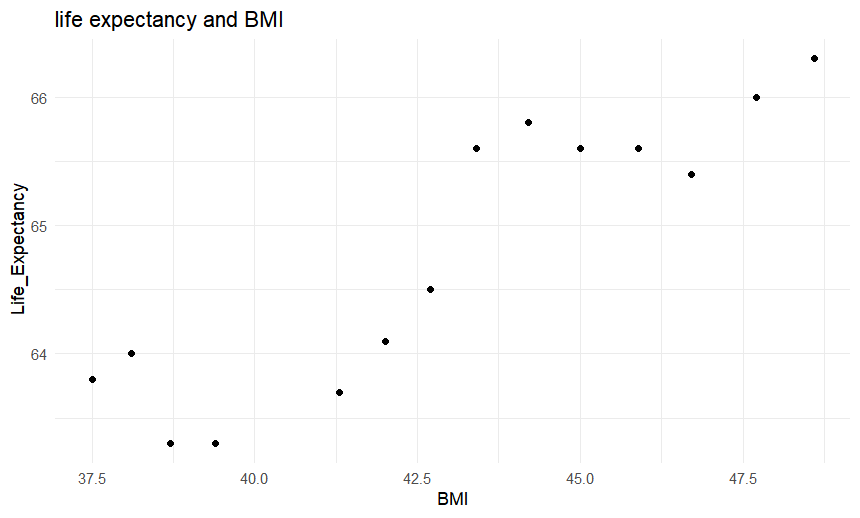 life expectancy and BMI
66
65
64
Life_Expectancy
37.5 40.0 42.5 45.0 47.5
BMI